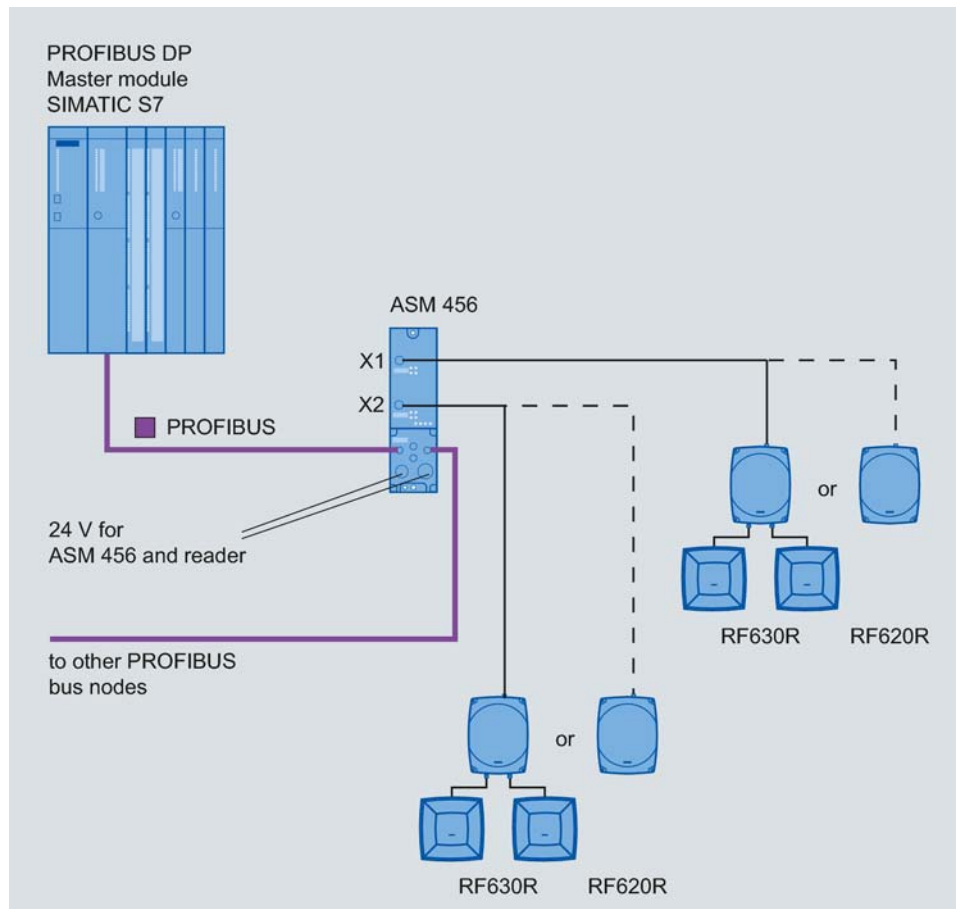 PROFIBUS DP
Master module
SIMATIC S7
ASM 456
X1
X2
PROFIBUS
24 V for
ASM 456 and reader
or
RF630R
RF620R
to other PROFIBUS
bus nodes
or
RF630R
RF620R